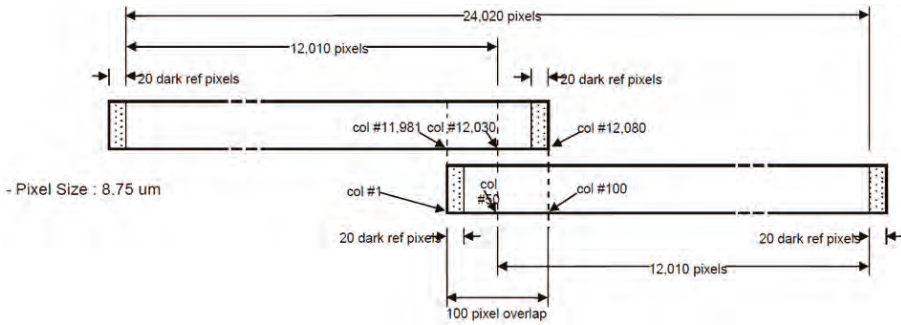 24,020 pixels
12,010 pixels
20 dark ref pixels
20 dark ref pixels
col #11,981 col #12,030
col #12,080
- Pixel Size : 8.75 um
col #1
col
#50
col #100
20 dark ref pixels
20 dark ref pixels
12,010 pixels
100 pixel overlap